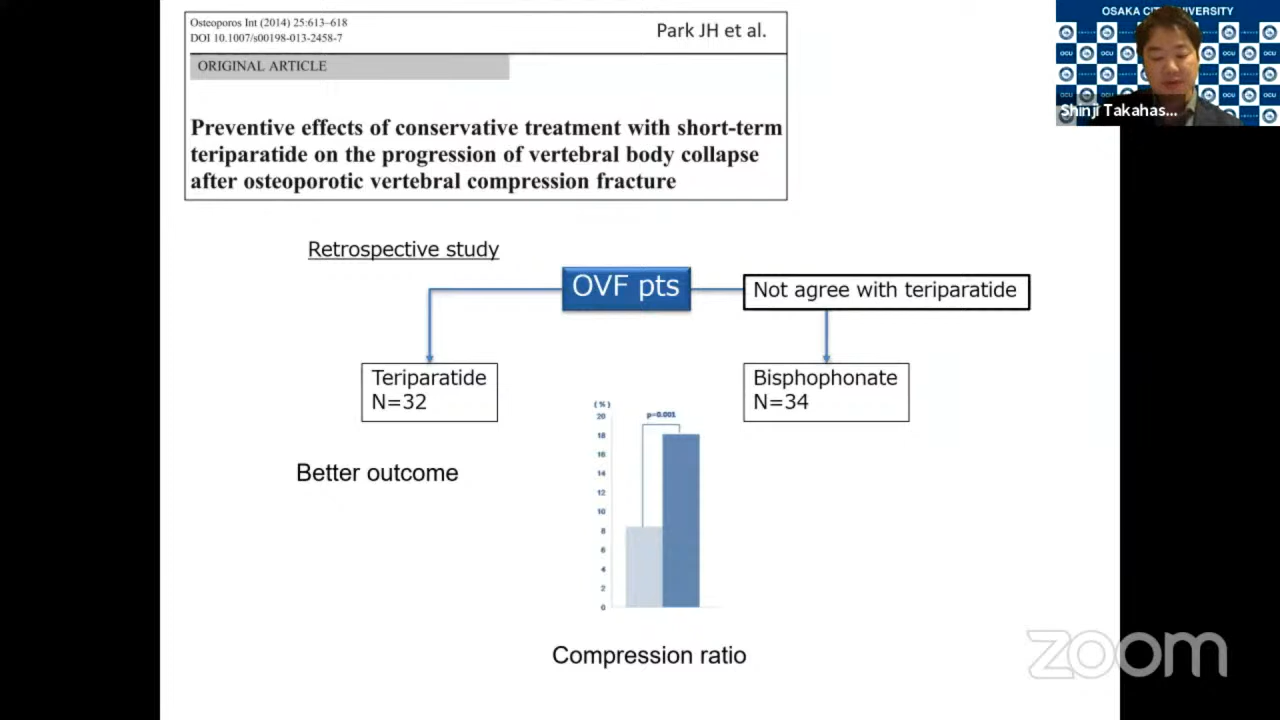 Osteoporos Int (2014) 25:613–618
DOI 10.1007/s00198-013-2458-7
Park JH et al.
ORIGINAL ARTICLE
Preventive effects of conservative treatment with short-term
teriparatide on the progression of vertebral body collapse
after osteoporotic vertebral compression fracture
OSAKA CITY UNIVERSITY
Shinji Takahas...
Retrospective study
OVF pts
Not agree with teriparatide
Teriparatide
N=32
Bisphophonate
N=34
Better outcome
(%)
p=0.001
20
18
16
14
12
10
8
6
4
2
0
Compression ratio
zoom